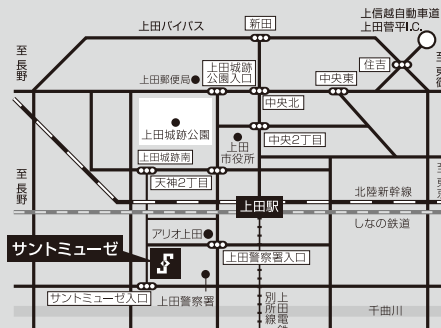 上信越自動車道
上田菅平I.C.
上田バイパス
新田
至長野
住吉
上田郵便局
上田城跡
公園入口
中央東
中央北
上田城跡公園
上田
市役所
中央2丁目
上田城跡南
天神2丁目
至長野
上田駅
北陸新幹線
しなの鉄道
サントミューゼ
アリオ上田
上田警察署入口
サントミューゼ入口
上田警察署
上田電鉄
別所線
千曲川